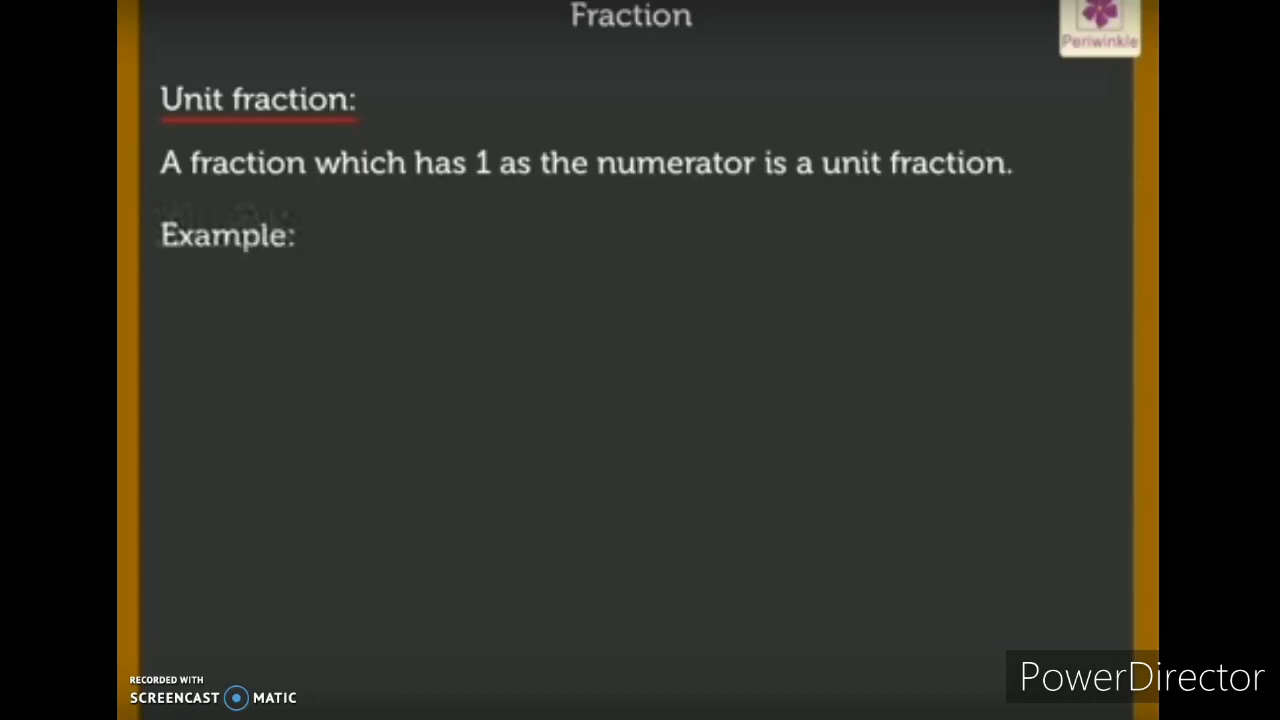 Fraction
Periwinkle
Unit fraction:
A fraction which has 1 as the numerator is a unit fraction.
Example:
RECORDED WITH
SCREENCAST MATIC
PowerDirector